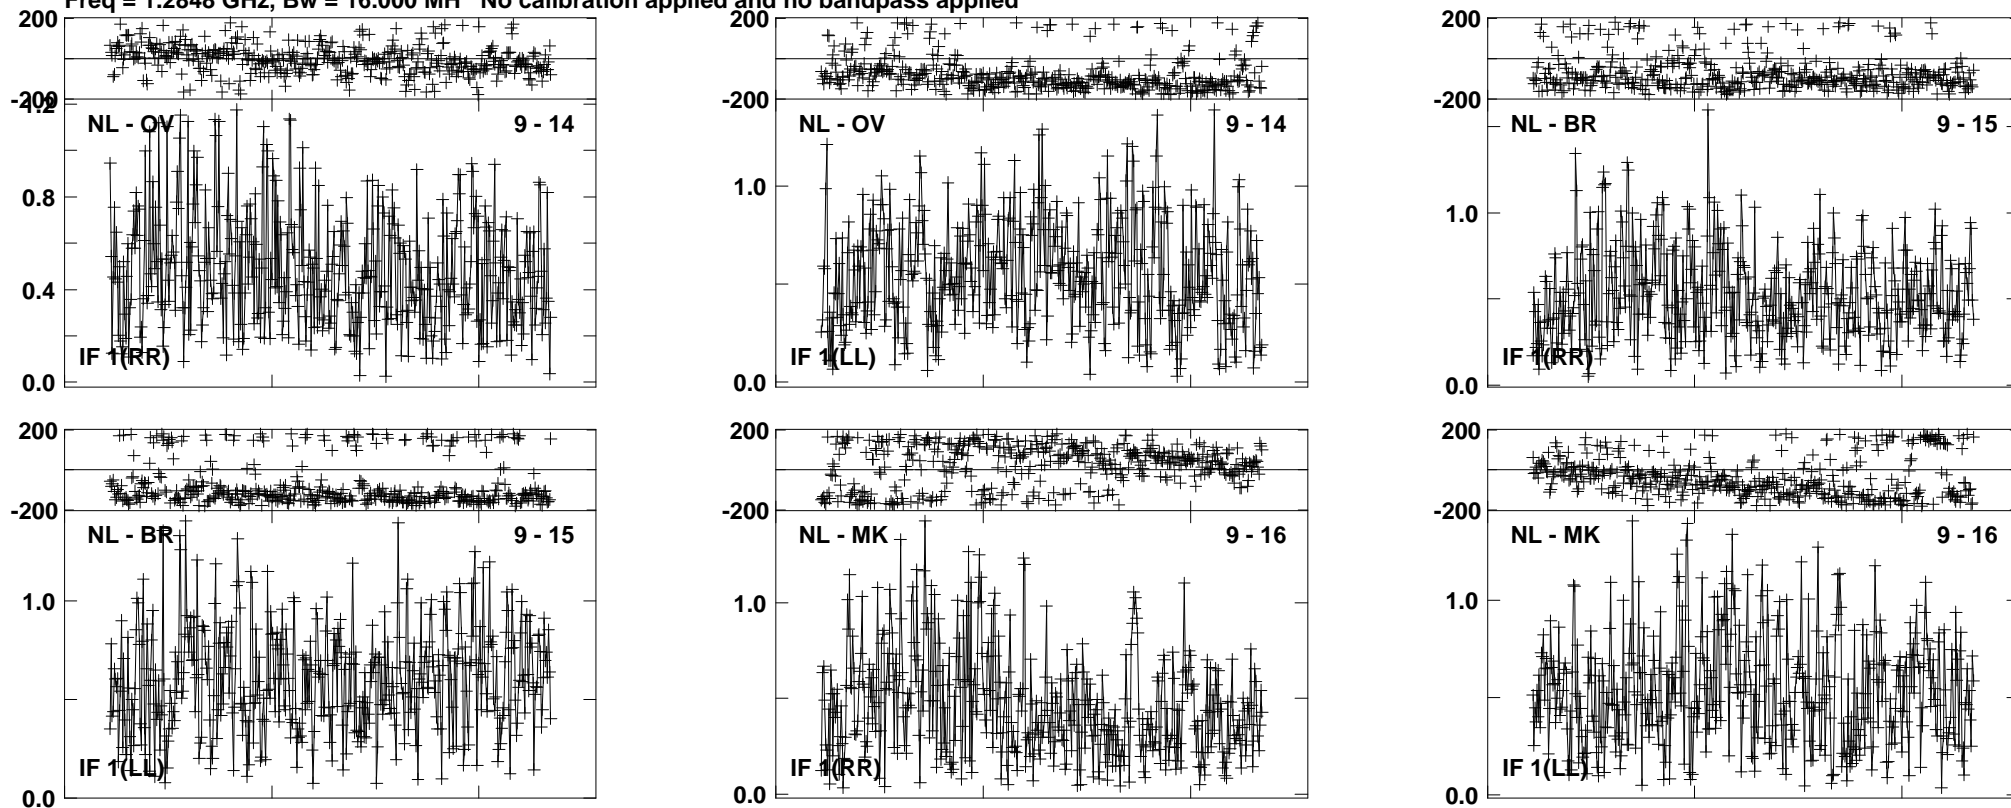 Freq = 1.2848 GHz, Bw = 16.000 MH No calibration applied and no bandpass applied
200
-200
1.2
NL - OV 9 - 14
0.8
0.4
IF 1(RR)
0.0
NL - OV 9 - 14
1.0
IF 1(LL)
0.0
200
-200
NL - BR 9 - 15
1.0
IF 1(RR)
0.0
200
-200
200
-200
NL - BR 9 - 15
1.0
IF 1(LL)
0.0
200
-200
NL - MK 9 - 16
1.0
IF 1(RR)
0.0
200
-200
NL - MK 9 - 16
1.0
IF 1(LL)
0.0